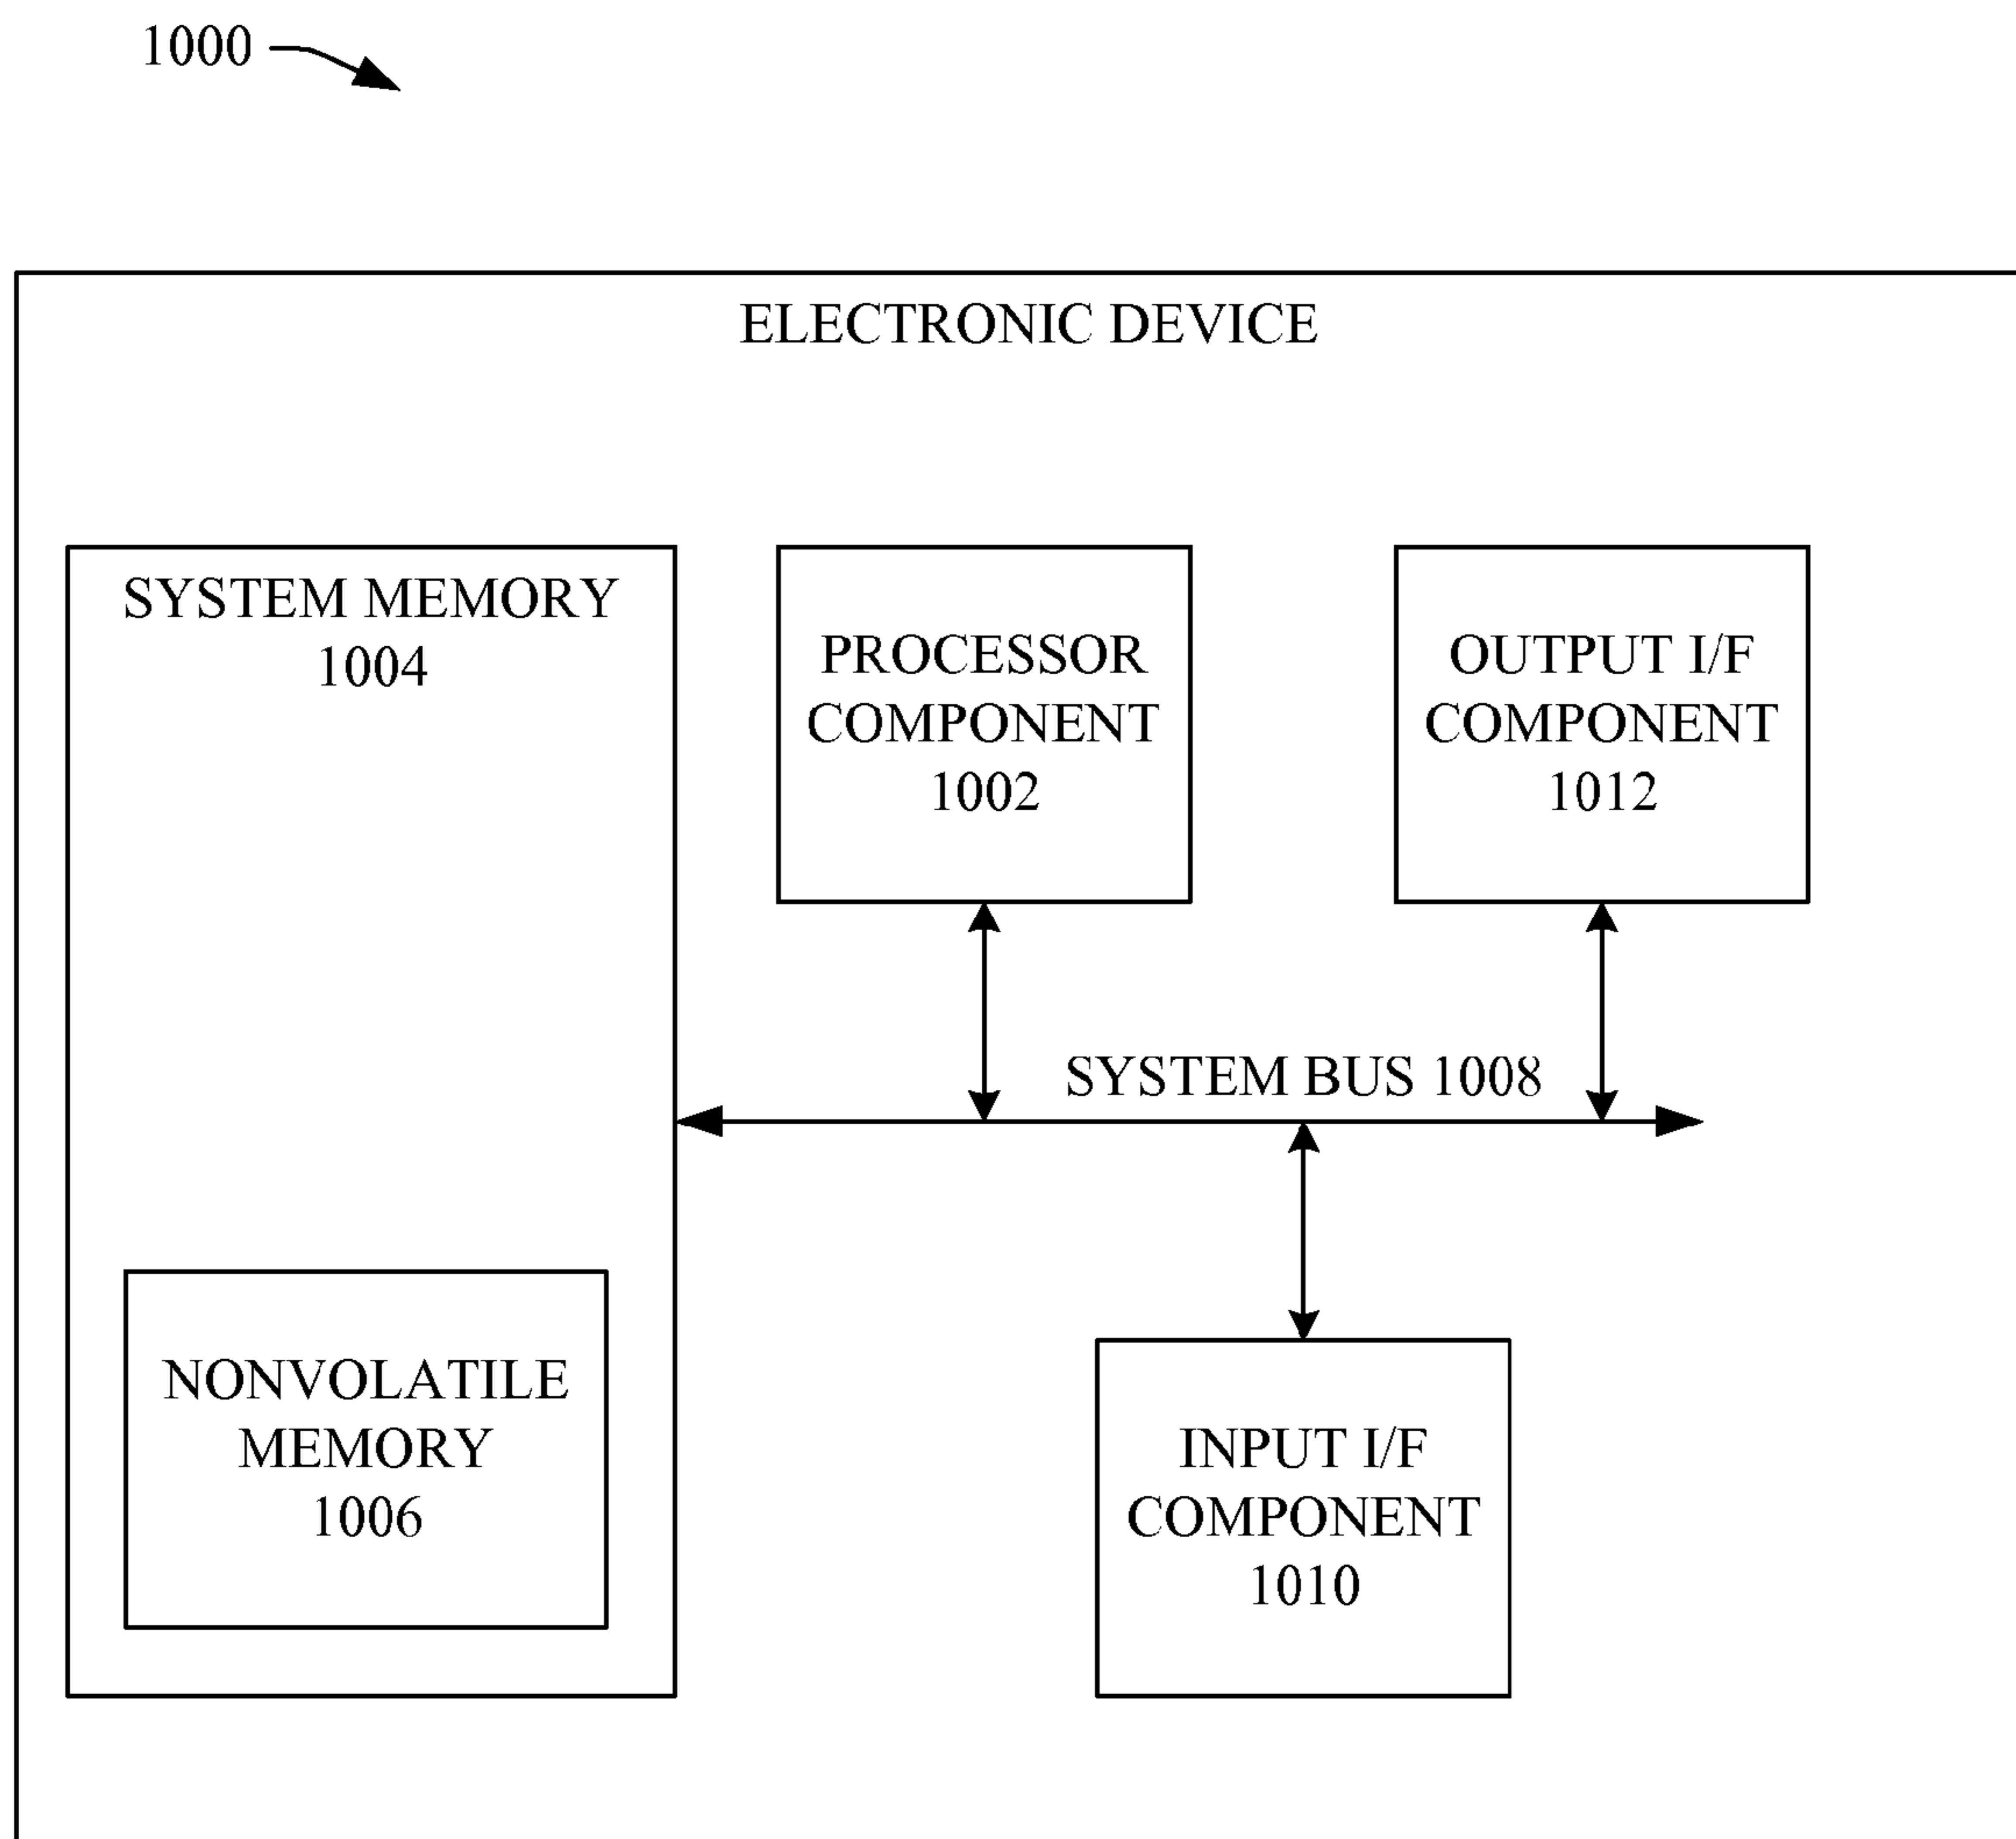 1000
ELECTRONIC DEVICE
SYSTEM MEMORY
1004
PROCESSOR
COMPONENT
1002
OUTPUT I/F
COMPONENT
1012
SYSTEM BUS 1008
NONVOLATILE
MEMORY
1006
INPUT I/F
COMPONENT
1010